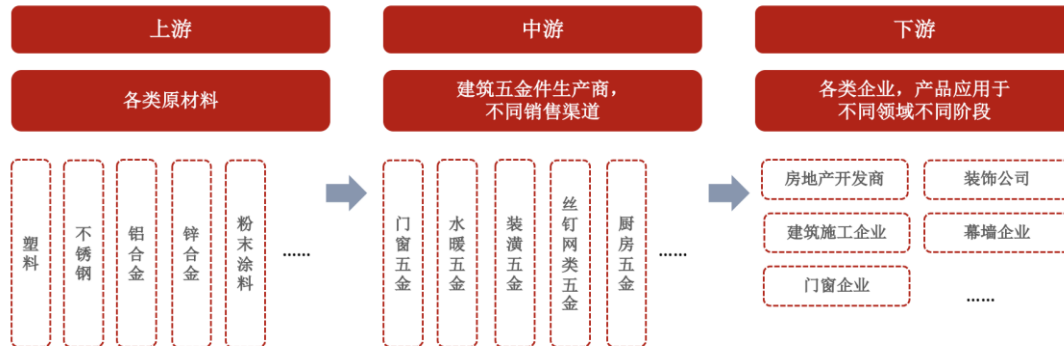 上游
中游
下游
各类原材料
建筑五金件生产商,
不同销售渠道
各类企业，产品应用于
不同领域不同阶段
塑料
不锈钢
铝合金
锌合金
粉末涂料
……
门窗五金
水暖五金
装潢五金
丝钉网类五金
厨房五金
……
房地产开发商
装饰公司
建筑施工企业
幕墙企业
门窗企业
……